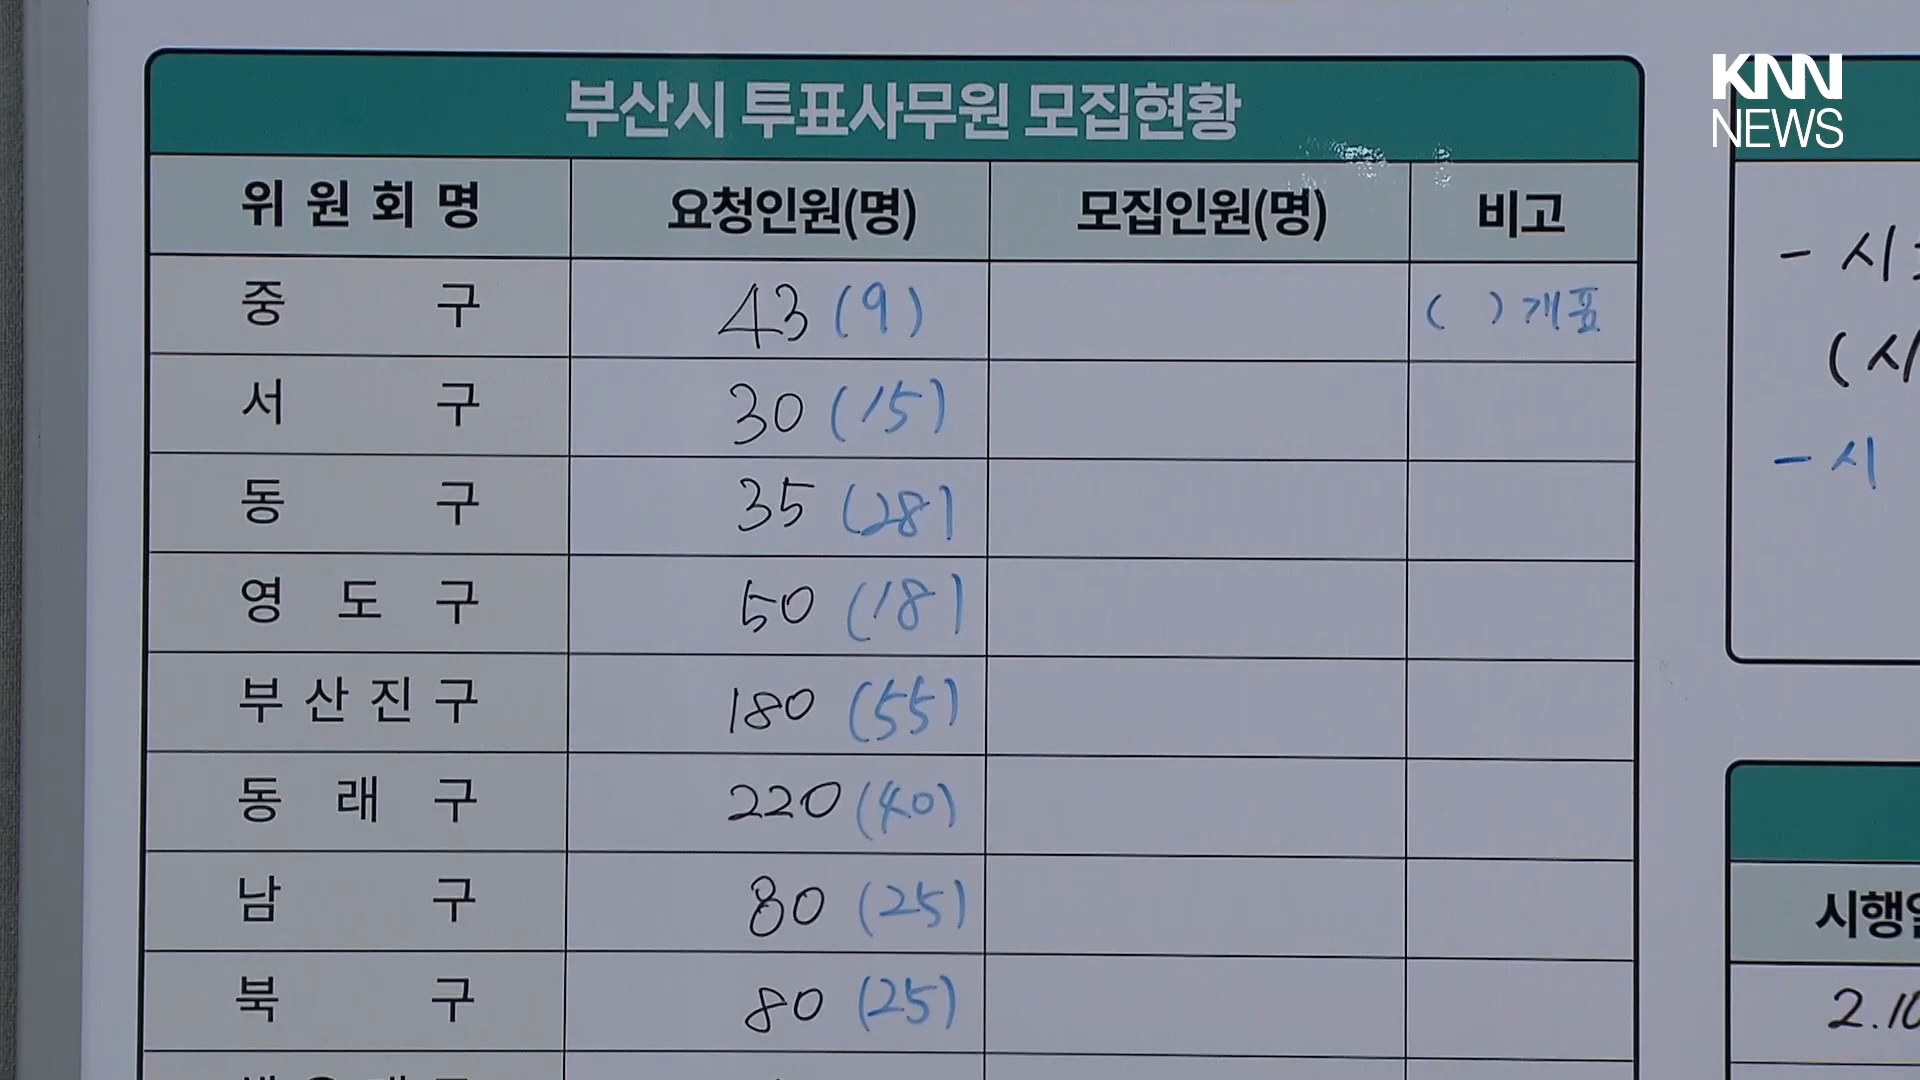 KNN
NEWS
부산시 투표사무원 모집현황
위원회명 요청인원(명) 모집인원(명) 비고
중구 43 (9) ( ) 개표
서구 30 (15)
동구 35 (28)
영도구 50 (18)
부산진구 180 (55)
동래구 220 (40)
남구 80 (25)
북구 80 (25)
- 시
(시
- 시
시행일
2.10